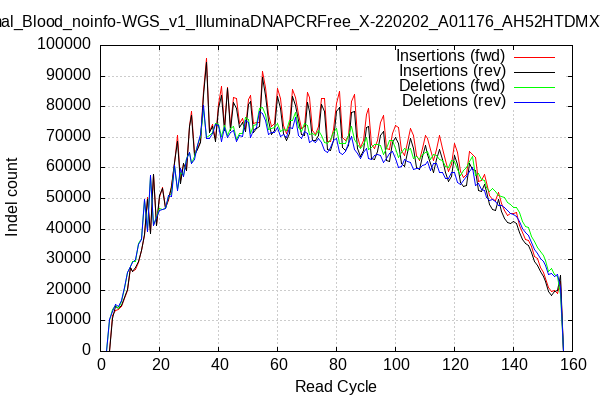 nal_Blood_noinfo-WGS_v1_IlluminaDNAPCRFree_X-220202_A01176_AH52HTDMX
Insertions (fwd)
Insertions (rev)
Deletions (fwd)
Deletions (rev)
100000
90000
80000
70000
60000
50000
40000
30000
20000
10000
0
Indel count
0 20 40 60 80 100 120 140 160
Read Cycle